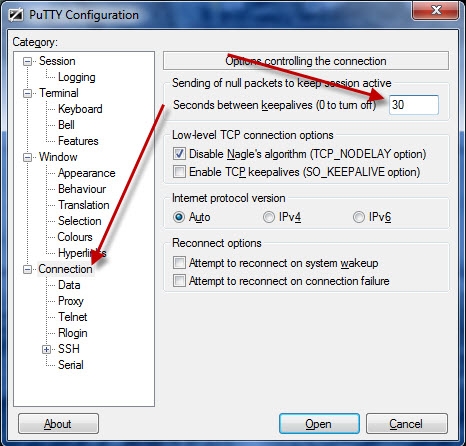 PuTTY Configuration
Category:
Session
Logging
Terminal
Keyboard
Bell
Features
Window
Appearance
Behaviour
Translation
Selection
Colours
Hyperlinks
Connection
Data
Proxy
Telnet
Rlogin
SSH
Serial
Options controlling the connection
Sending of null packets to keep session active
Seconds between keepalives (0 to turn off) 30
Low-level TCP connection options
Disable Nagle's algorithm (TCP_NODELAY option)
Enable TCP keepalives (SO_KEEPALIVE option)
Internet protocol version
Auto IPv4 IPv6
Reconnect options
Attempt to reconnect on system wakeup
Attempt to reconnect on connection failure
About Open Cancel